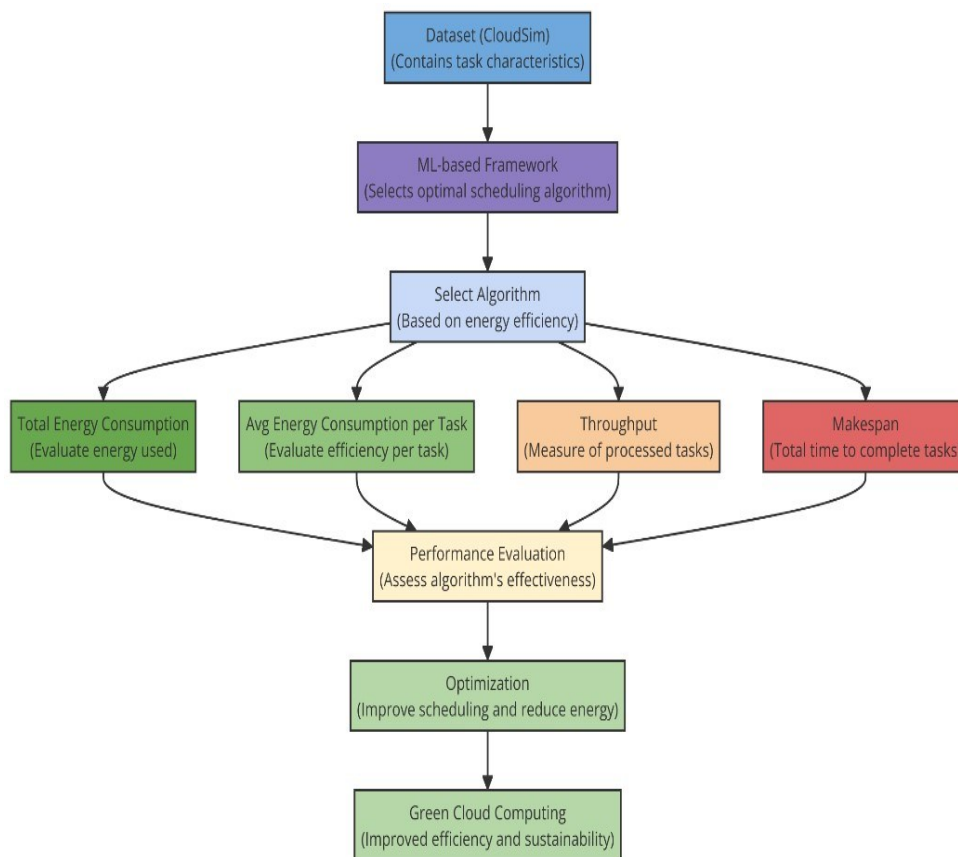 Dataset (CloudSim)
(Contains task characteristics)
ML-based Framework
(Selects optimal scheduling algorithm)
Select Algorithm
(Based on energy efficiency)
Total Energy Consumption
(Evaluate energy used)
Avg Energy Consumption per Task
(Evaluate efficiency per task)
Throughput
(Measure of processed tasks)
Makespan
(Total time to complete tasks)
Performance Evaluation
(Assess algorithm's effectiveness)
Optimization
(Improve scheduling and reduce energy)
Green Cloud Computing
(Improved efficiency and sustainability)